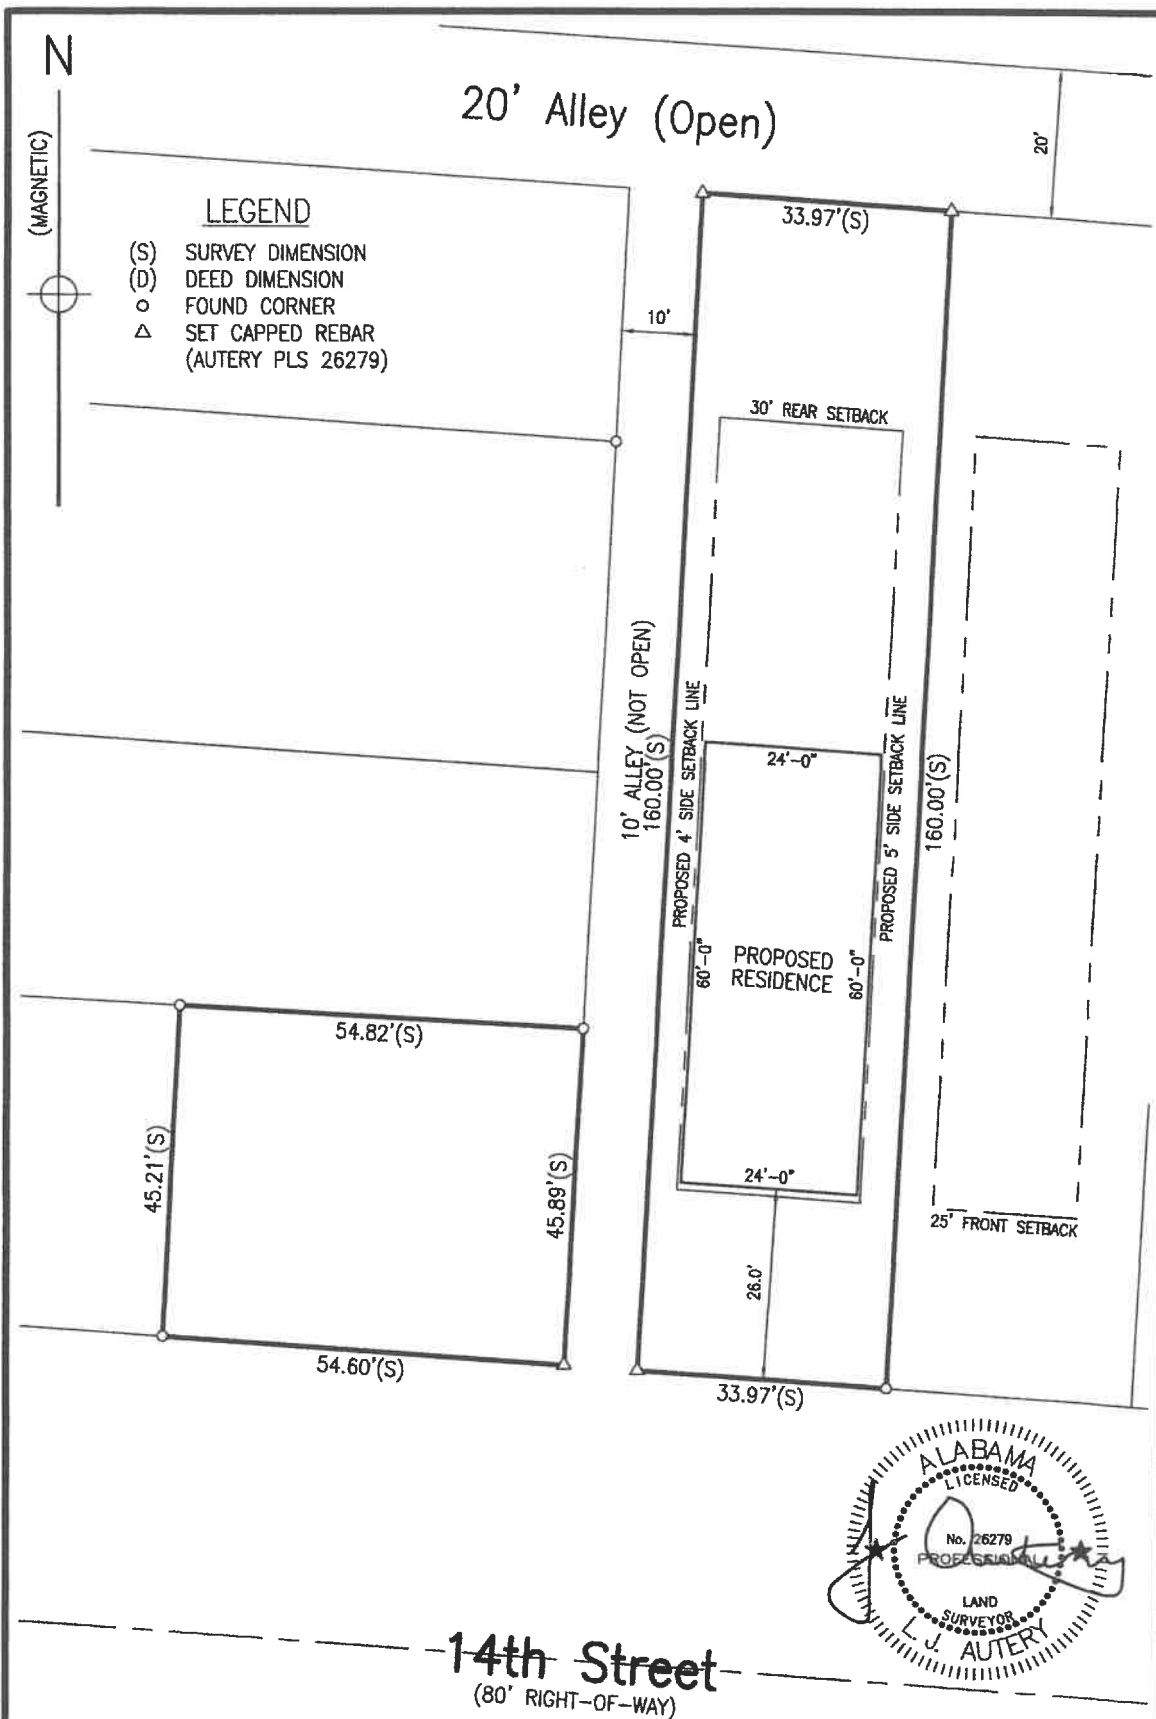 N
(MAGNETIC)
20' Alley (Open)
20'
LEGEND
(S) SURVEY DIMENSION
(D) DEED DIMENSION
FOUND CORNER
SET CAPPED REBAR
(AUTERY PLS 26279)
33.97'(S)
10'
30' REAR SETBACK
10' ALLEY (NOT OPEN)
160.00'(S)
PROPOSED 4' SIDE SETBACK LINE
24'-0"
PROPOSED 5' SIDE SETBACK LINE
160.00'(S)
60'-0"
PROPOSED
RESIDENCE
60'-0"
54.82'(S)
45.21'(S)
45.89'(S)
24'-0"
25' FRONT SETBACK
26.0'
54.60'(S)
33.97'(S)
ALABAMA
LICENSED
No. 26279
PROFESSIONAL
LAND
SURVEYOR
L. J. AUTERY
14th Street
(80' RIGHT-OF-WAY)